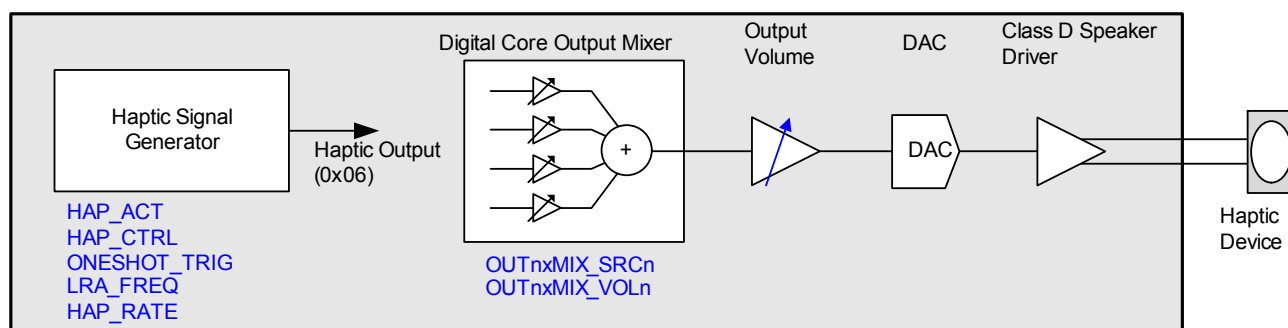 Haptic Signal
Generator
HAP_ACT
HAP_CTRL
ONESHOT_TRIG
LRA_FREQ
HAP_RATE
Haptic Output
(0x06)
Digital Core Output Mixer
+
OUTnxMIX_SRCn
OUTnxMIX_VOLn
Output
Volume
DAC
DAC
Class D Speaker
Driver
Haptic
Device